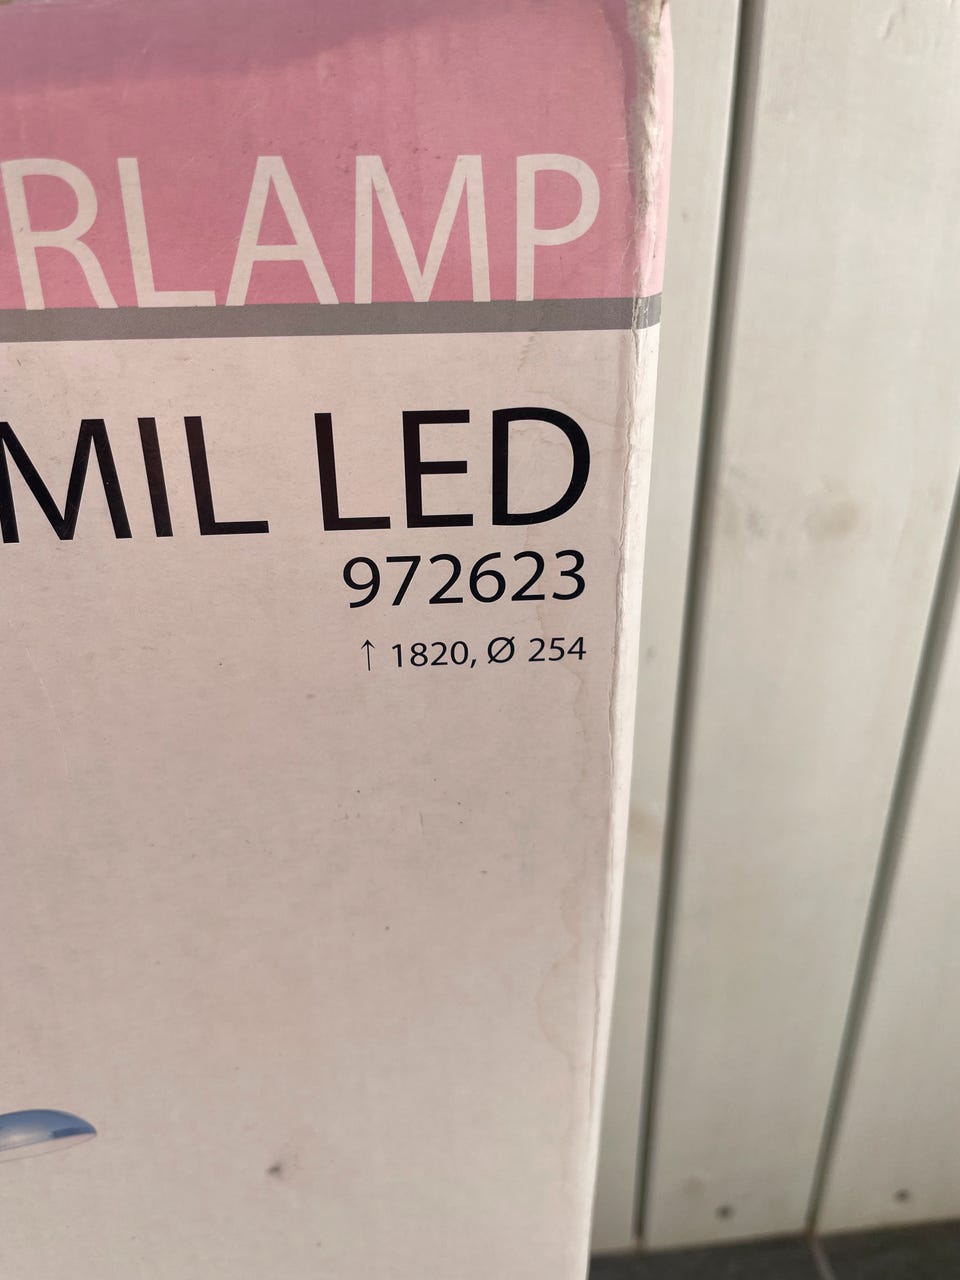 RLAMP
MIL LED
972623
↑ 1820, Ø 254